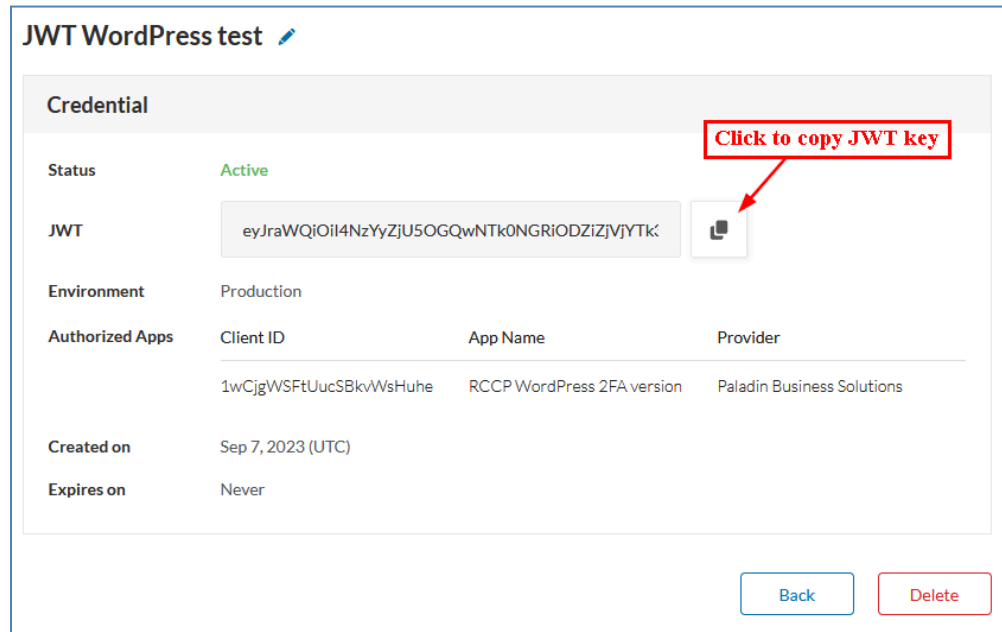 JWT WordPress test
Credential
Click to copy JWT key
Status Active
JWT eyJraWQiOiI4NzYyZjU5OGQwNTk0NGRiODZiZjVjYTk
Environment Production
Authorized Apps Client ID App Name Provider
1wCjgWSFtUucSBkvWsHuhe RCCP WordPress 2FA version Paladin Business Solutions
Created on Sep 7, 2023 (UTC)
Expires on Never
Back Delete